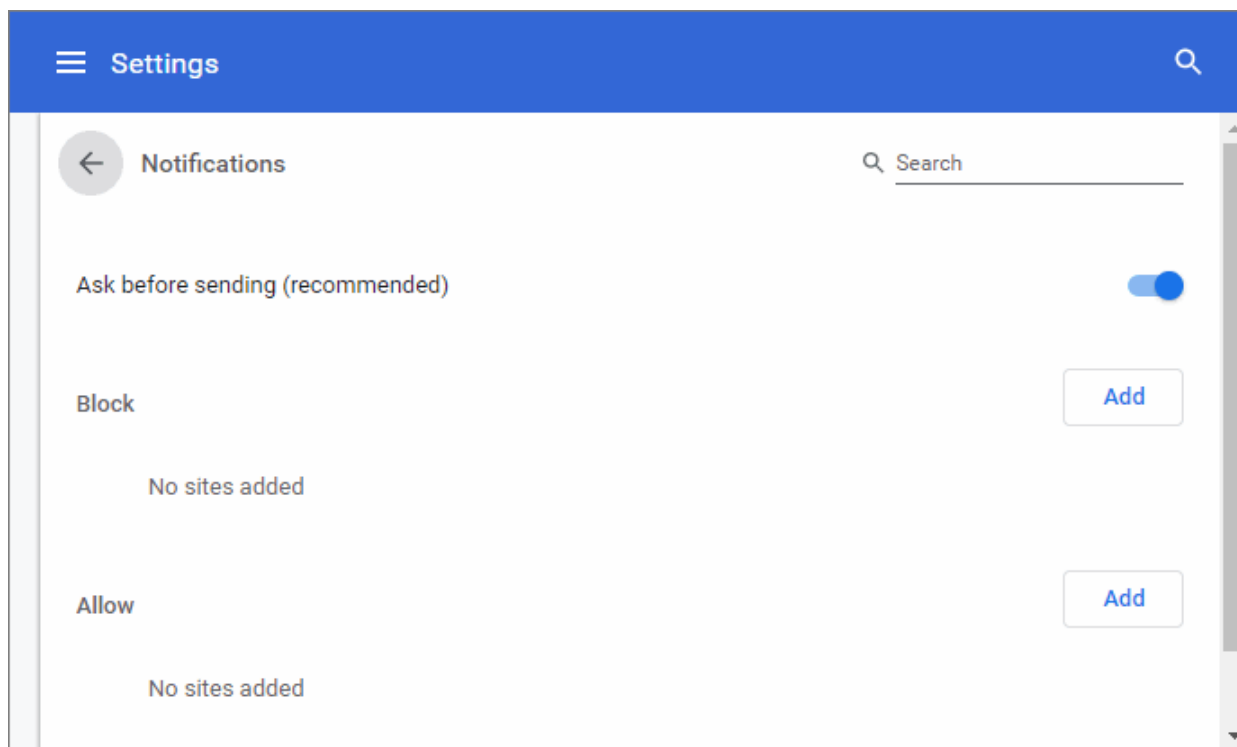 Settings
Notifications
Search
Ask before sending (recommended)
Block
Add
No sites added
Allow
Add
No sites added